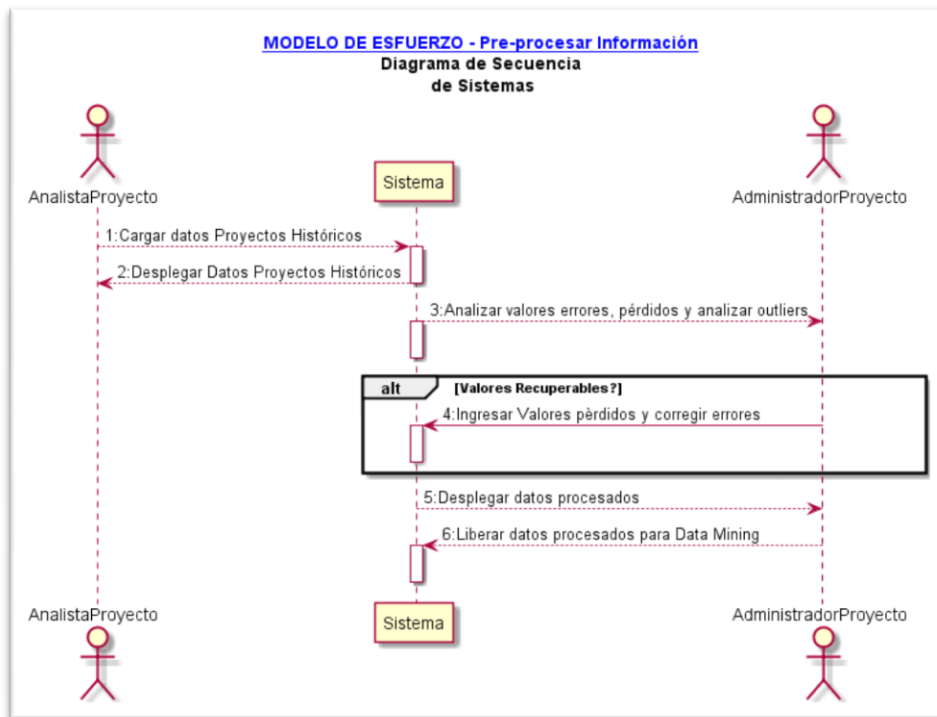 MODELO DE ESFUERZO - Pre-procesar Información
Diagrama de Secuencia
de Sistemas
AnalistaProyecto
Sistema
AdministradorProyecto
1:Cargar datos Proyectos Históricos
2:Desplegar Datos Proyectos Históricos
3:Analizar valores errores, pérdidos y analizar outliers
alt
[Valores Recuperables?]
4:Ingresar Valores pèrdidos y corregir errores
5:Desplegar datos procesados
6:Liberar datos procesados para Data Mining
AnalistaProyecto
Sistema
AdministradorProyecto